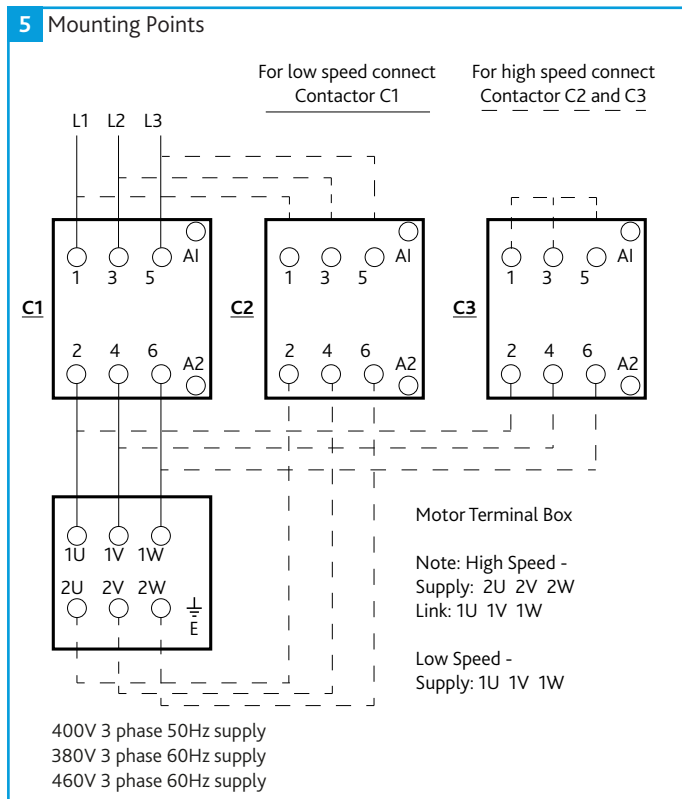 5 Mounting Points
For low speed connect
Contactor C1
For high speed connect
Contactor C2 and C3
L1 L2 L3
AI AI AI
1 3 5 1 3 5 1 3 5
C1 C2 C3
2 4 6 2 4 6 2 4 6
A2 A2 A2
1U 1V 1W
2U 2V 2W
E
Motor Terminal Box
Note: High Speed -
Supply: 2U 2V 2W
Link: 1U 1V 1W
Low Speed -
Supply: 1U 1V 1W
400V 3 phase 50Hz supply
380V 3 phase 60Hz supply
460V 3 phase 60Hz supply